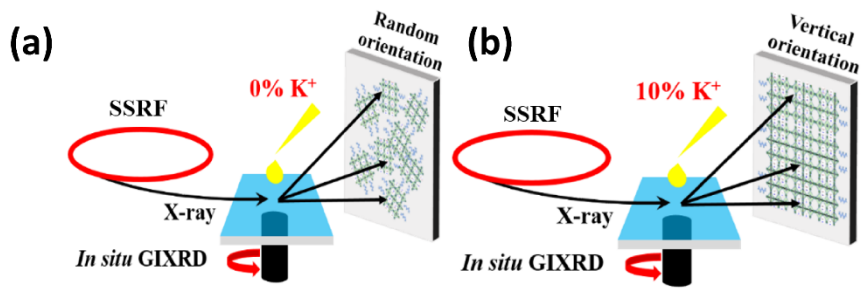 (a)
Random
orientation
0% K⁺
SSRF
X-ray
In situ GIXRD
(b)
Vertical
orientation
10% K⁺
SSRF
X-ray
In situ GIXRD